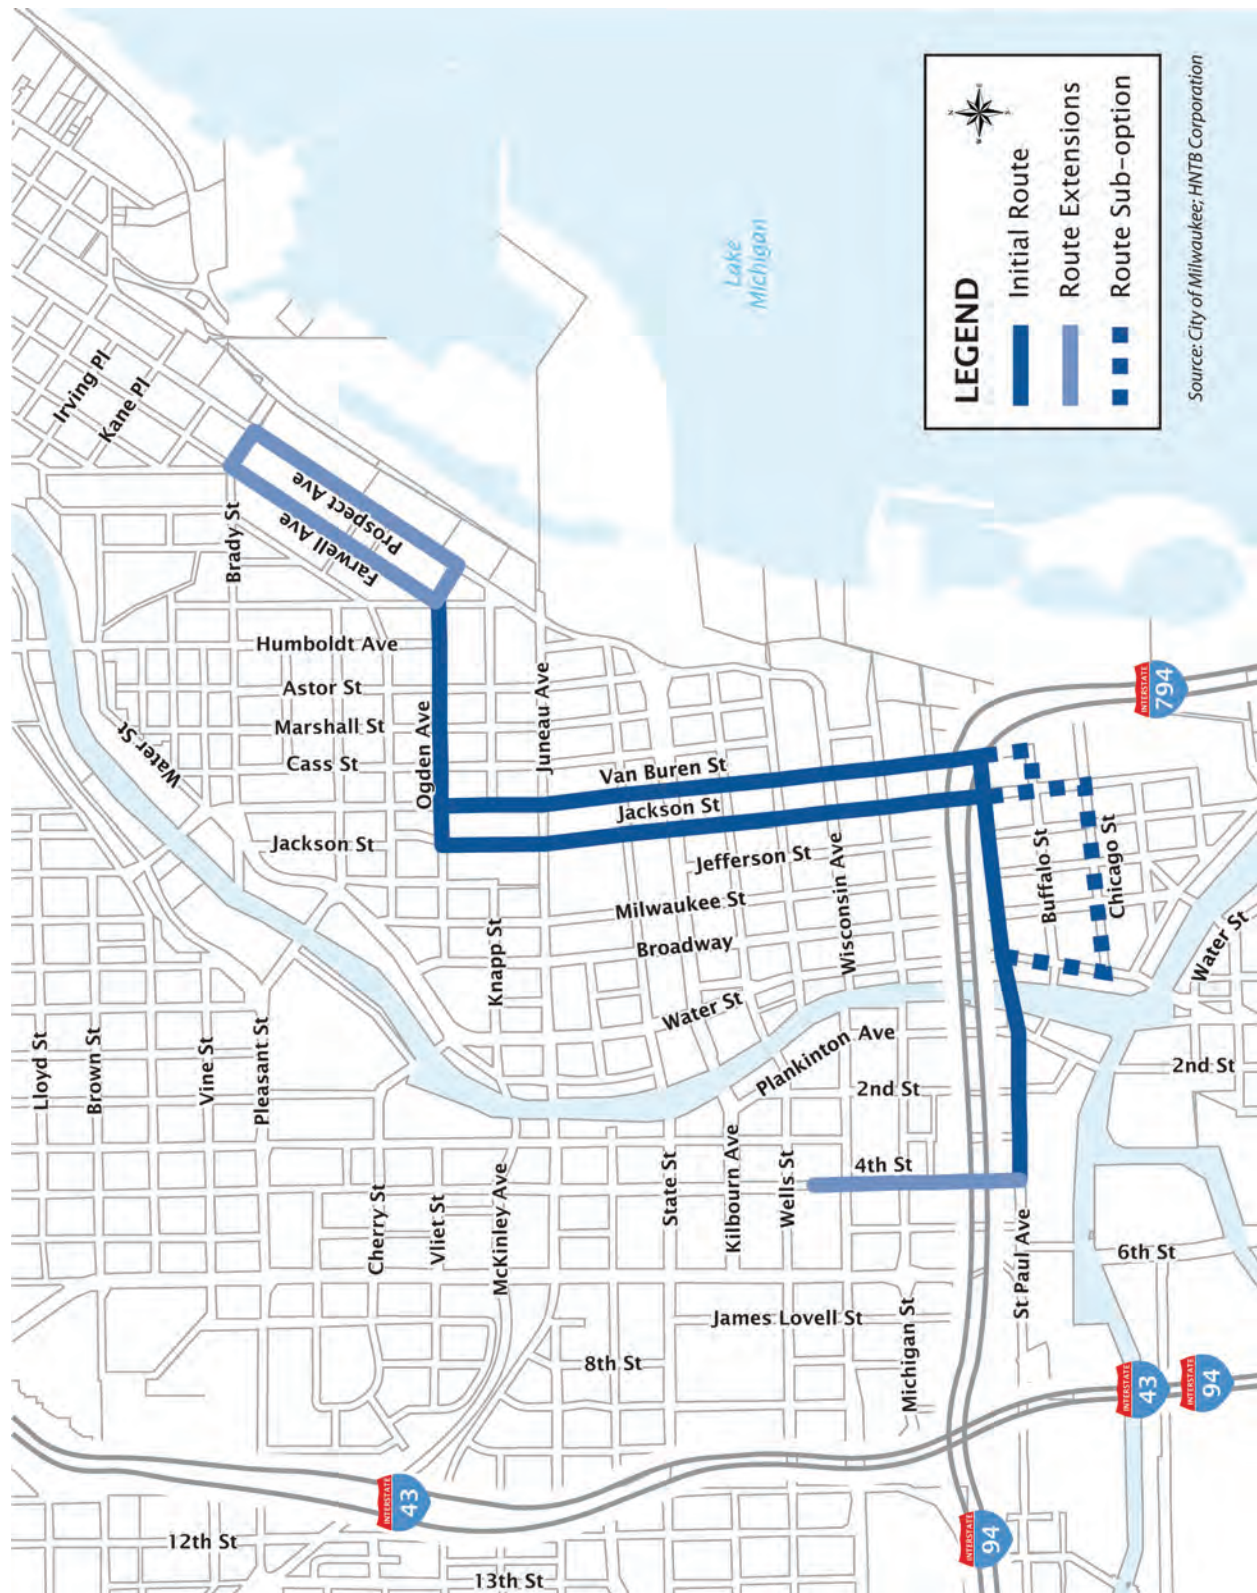 Irving Pl
Kane Pl
Brady St
Farwell Ave
Prospect Ave
Humboldt Ave
Astor St
Marshall St
Cass St
Jackson St
Water St
Ogden Ave
Juneau Ave
Van Buren St
Jackson St
Jefferson St
Milwaukee St
Broadway
Water St
Wisconsin Ave
Knapp St
Lloyd St
Brown St
Vine St
Pleasant St
Plankinton Ave
2nd St
4th St
Cherry St
Vliet St
McKinley Ave
State St
Kilbourn Ave
Wells St
James Lovell St
8th St
Michigan St
St Paul Ave
6th St
2nd St
Water St
Buffalo St
Chicago St
12th St
13th St
INTERSTATE
43
INTERSTATE
94
INTERSTATE
43
INTERSTATE
94
INTERSTATE
794
Lake
Michigan
LEGEND
Initial Route
Route Extensions
Route Sub-option
Source: City of Milwaukee; HNTB Corporation